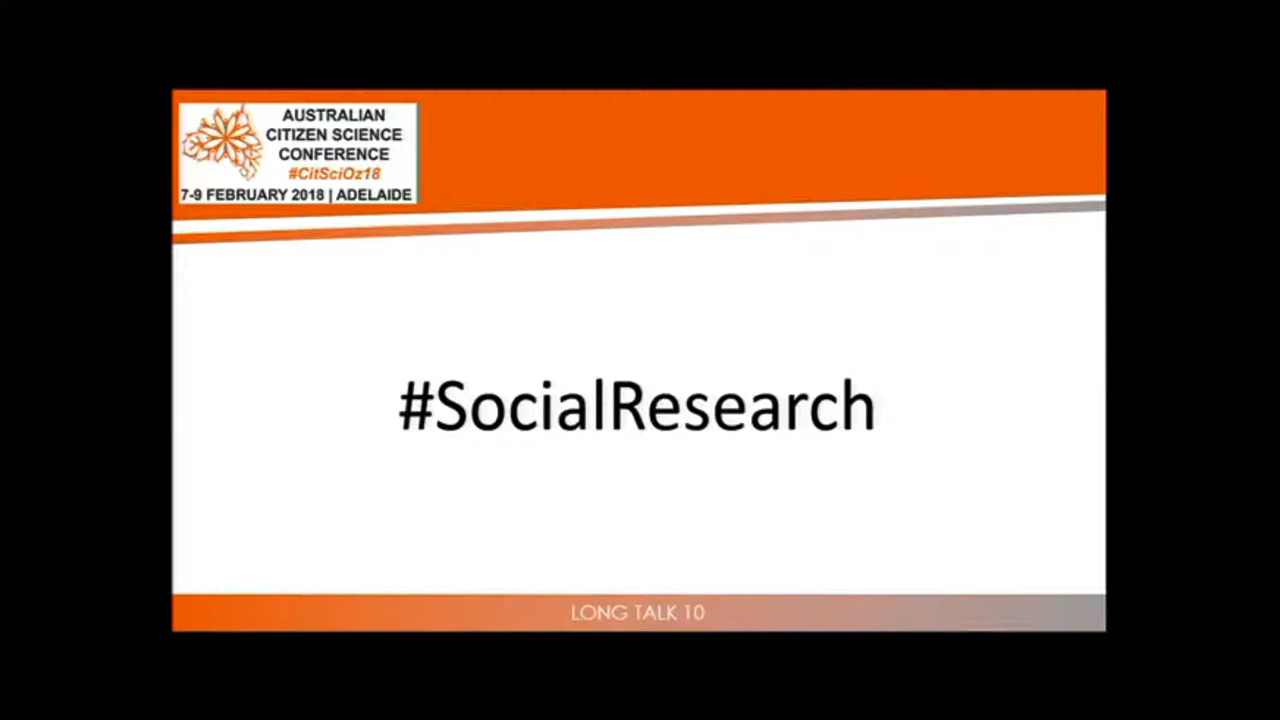 AUSTRALIAN
CITIZEN SCIENCE
CONFERENCE
#CitSciOz18
7-9 FEBRUARY 2018 | ADELAIDE
#SocialResearch
LONG TALK 10